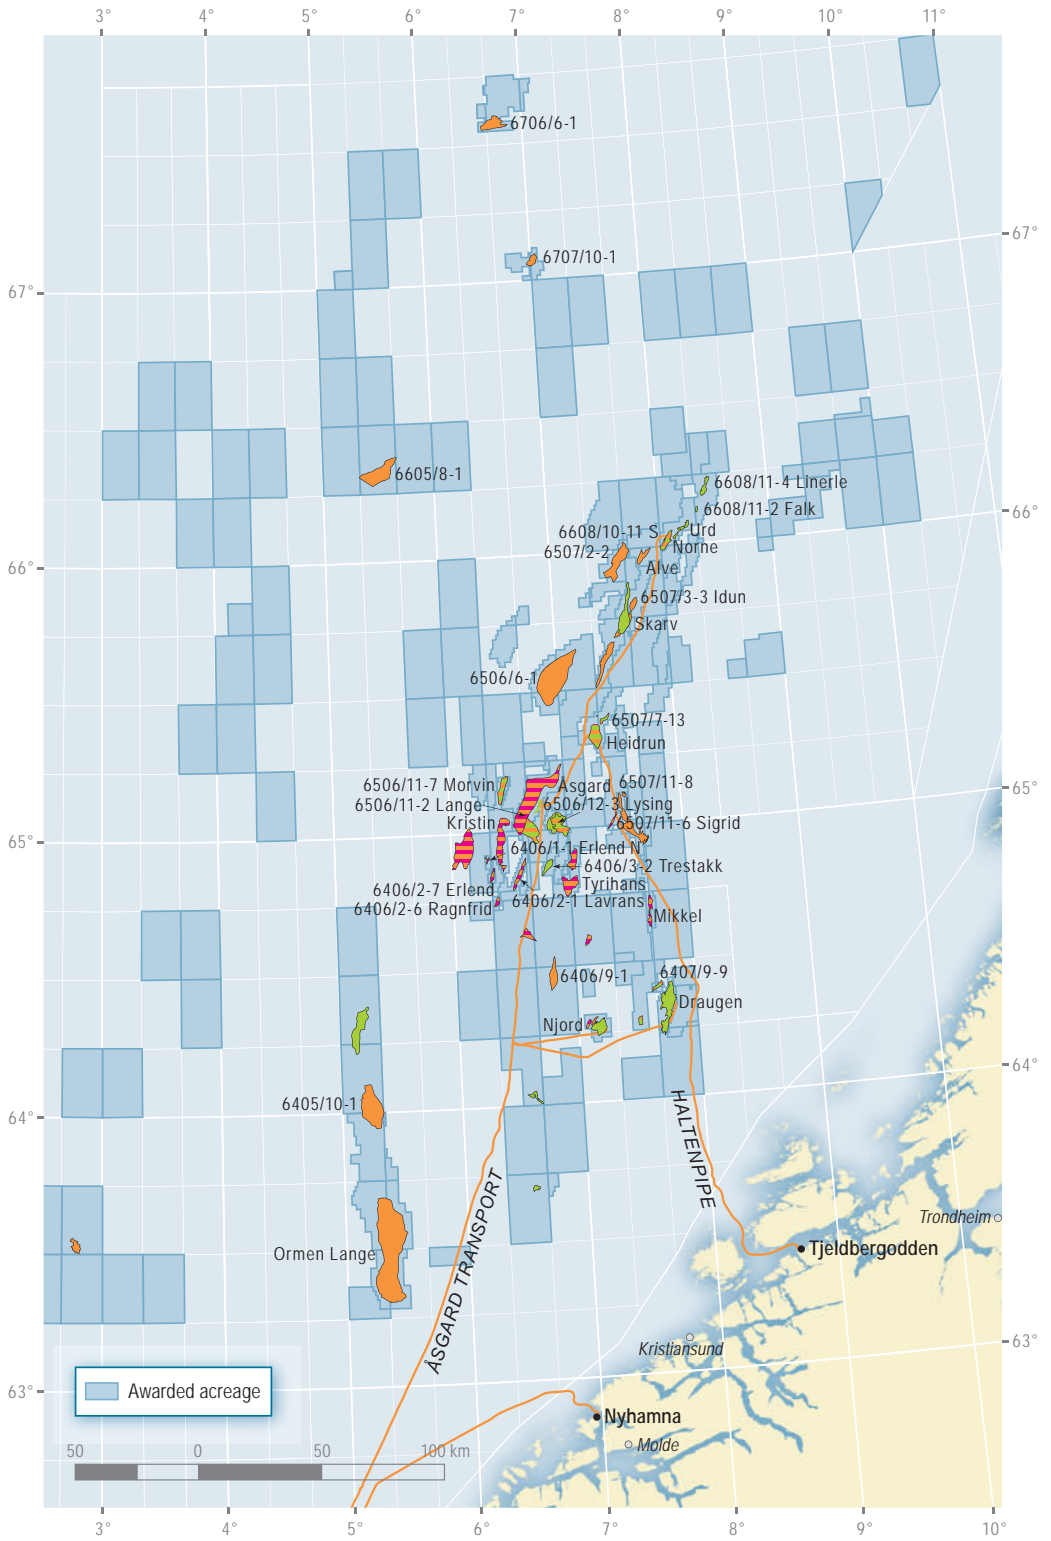 3° 4° 5° 6° 7° 8° 9° 10° 11°
6706/6-1
67°
6707/10-1
67°
6605/8-1
6608/11-4 Linerle
6608/11-2 Falk
66°
6608/10-11 S
Urd
6507/2-2
Norne
66°
Alve
6507/3-3 Idun
Skarv
6506/6-1
6507/7-13
Heidrun
6506/11-7 Morvin
Åsgard
6507/11-8
65°
6506/11-2 Lange
6506/12-3 Lysing
Kristin
6507/11-6 Sigrid
65°
6406/1-1 Erlend N
6406/3-2 Trestakk
6406/2-7 Erlend
Tyrihans
6406/2-6 Ragnfrid
6406/2-1 Lavrans
Mikkel
6406/9-1
6407/9-9
Draugen
Njord
64°
6405/10-1
64°
HALTENPIPE
ÅSGARD TRANSPORT
Trondheim
Ormen Lange
Tjeldbergodden
63°
Kristiansund
63°
Awarded acreage
Nyhamna
Molde
50 0 50 100 km
3° 4° 5° 6° 7° 8° 9° 10°